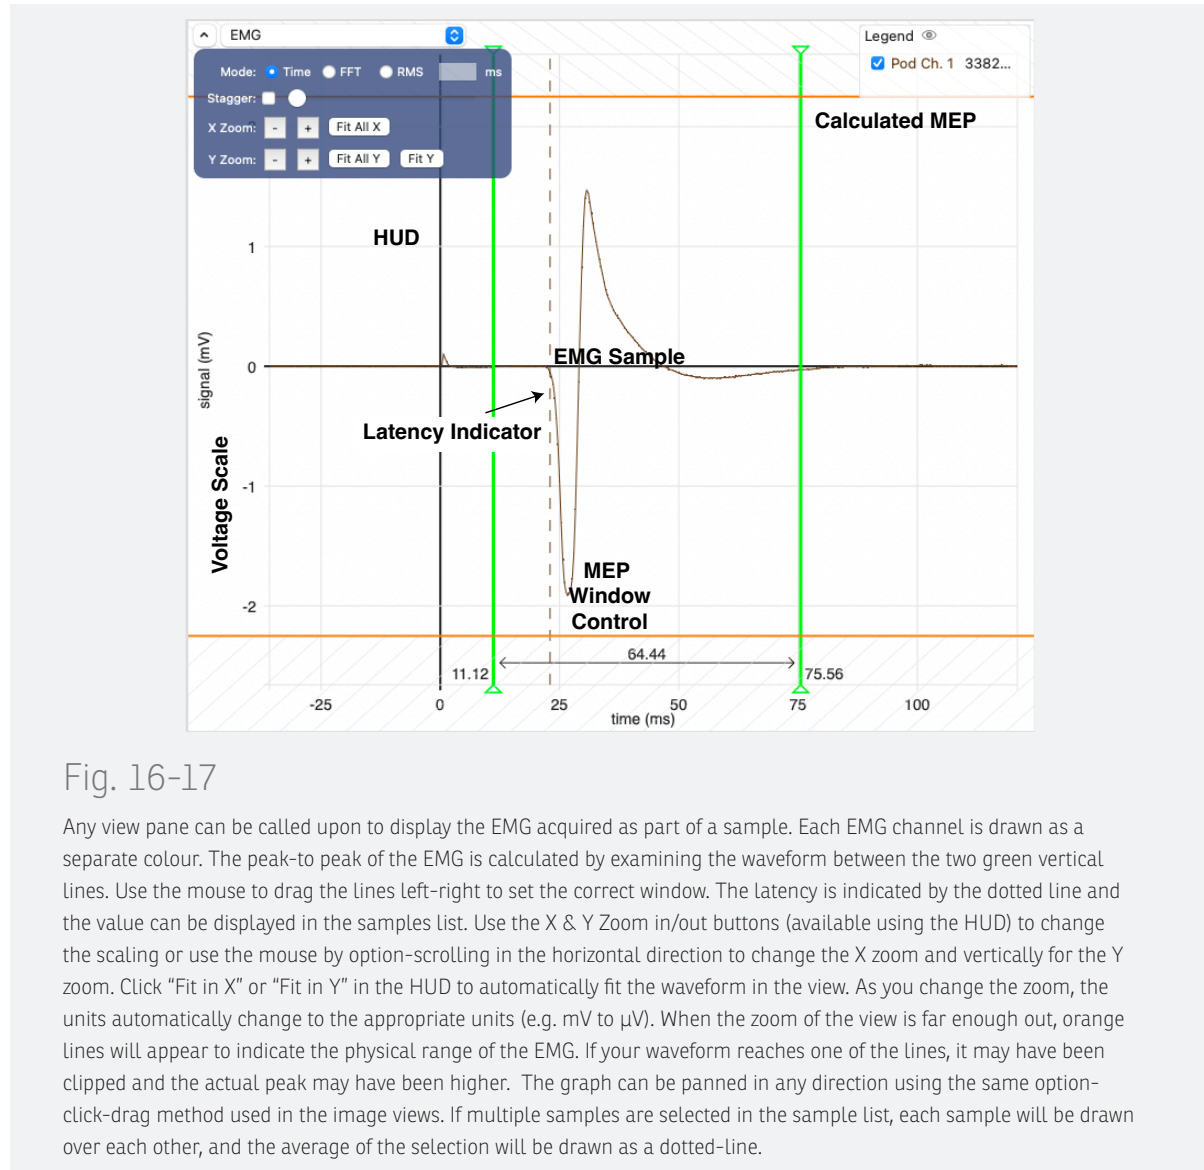 EMG
Legend
Mode: Time FFT RMS ms
Pod Ch. 1 3382...
Stagger:
X Zoom: - + Fit All X
Calculated MEP
Y Zoom: - + Fit All Y Fit Y
HUD
1
signal (mV)
0
EMG Sample
Latency Indicator
Voltage Scale
-1
MEP
Window
Control
-2
64.44
11.12
75.56
-25 0 25 50 75 100
time (ms)
Fig. 16-17
Any view pane can be called upon to display the EMG acquired as part of a sample. Each EMG channel is drawn as a
separate colour. The peak-to peak of the EMG is calculated by examining the waveform between the two green vertical
lines. Use the mouse to drag the lines left-right to set the correct window. The latency is indicated by the dotted line and
the value can be displayed in the samples list. Use the X & Y Zoom in/out buttons (available using the HUD) to change
the scaling or use the mouse by option-scrolling in the horizontal direction to change the X zoom and vertically for the Y
zoom. Click “Fit in X” or “Fit in Y” in the HUD to automatically fit the waveform in the view. As you change the zoom, the
units automatically change to the appropriate units (e.g. mV to µV). When the zoom of the view is far enough out, orange
lines will appear to indicate the physical range of the EMG. If your waveform reaches one of the lines, it may have been
clipped and the actual peak may have been higher.  The graph can be panned in any direction using the same option-
click-drag method used in the image views. If multiple samples are selected in the sample list, each sample will be drawn
over each other, and the average of the selection will be drawn as a dotted-line.